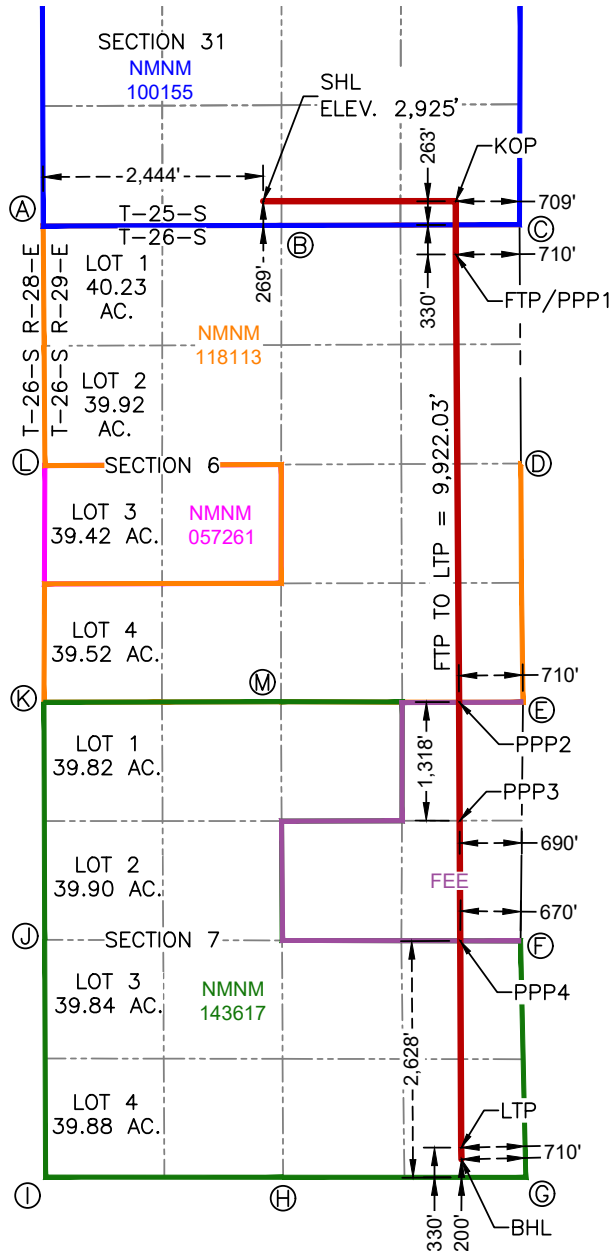 SECTION 31
NMNM
100155
SHL
ELEV. 2,925'
263'
KOP
2,444'
709'
A
T-25-S
T-26-S
B
C
269'
330'
710'
FTP/PPP1
T-26-S R-28-E
T-26-S R-29-E
LOT 1
40.23
AC.
NMNM
118113
LOT 2
39.92
AC.
FTP TO LTP = 9,922.03'
L
SECTION 6
D
LOT 3
39.42 AC.
NMNM
057261
LOT 4
39.52 AC.
710'
K
M
E
PPP2
LOT 1
39.82 AC.
1,318'
PPP3
690'
LOT 2
39.90 AC.
FEE
670'
J
SECTION 7
F
PPP4
LOT 3
39.84 AC.
NMNM
143617
2,628'
LOT 4
39.88 AC.
LTP
710'
I
H
G
330'
200'
BHL